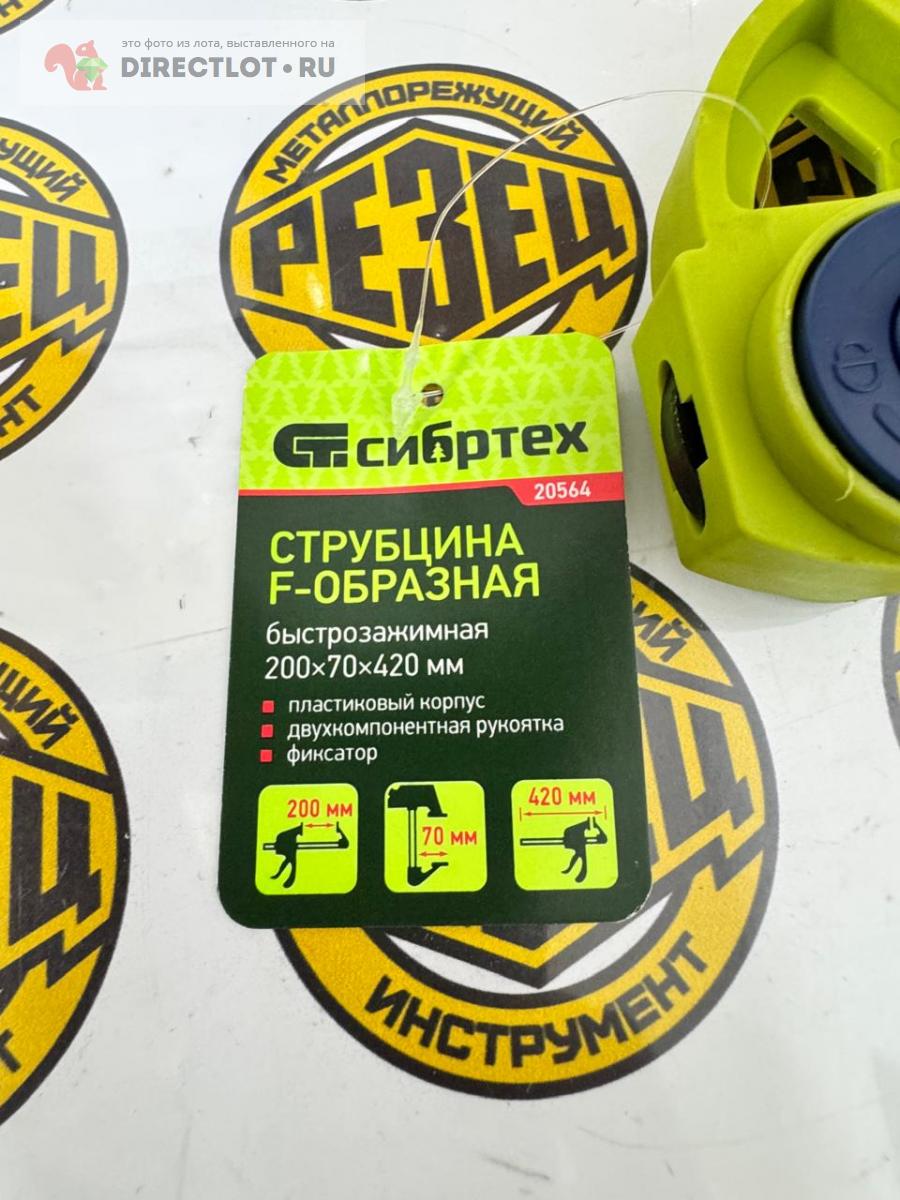 это фото из лота, выставленного на
DIRECTLOT.RU
МЕТАЛЛОРЕЖУЩИЙ
РЕЗЕЦ
сибртех
20564
СТРУБЦИНА
F-ОБРАЗНАЯ
быстрозажимная
200×70×420 мм
пластиковый корпус
двухкомпонентная рукоятка
фиксатор
200 мм
70 мм
420 мм
ИНСТРУМЕНТ